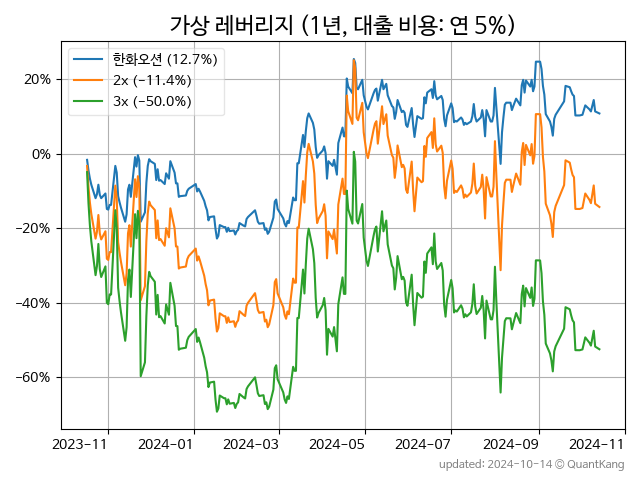 가상 레버리지 (1년, 대출 비용: 연 5%)
한화오션 (12.7%)
2x (−11.4%)
3x (−50.0%)
20%
0%
−20%
−40%
−60%
2023-11
2024-01
2024-03
2024-05
2024-07
2024-09
2024-11
updated: 2024-10-14 © QuantKang